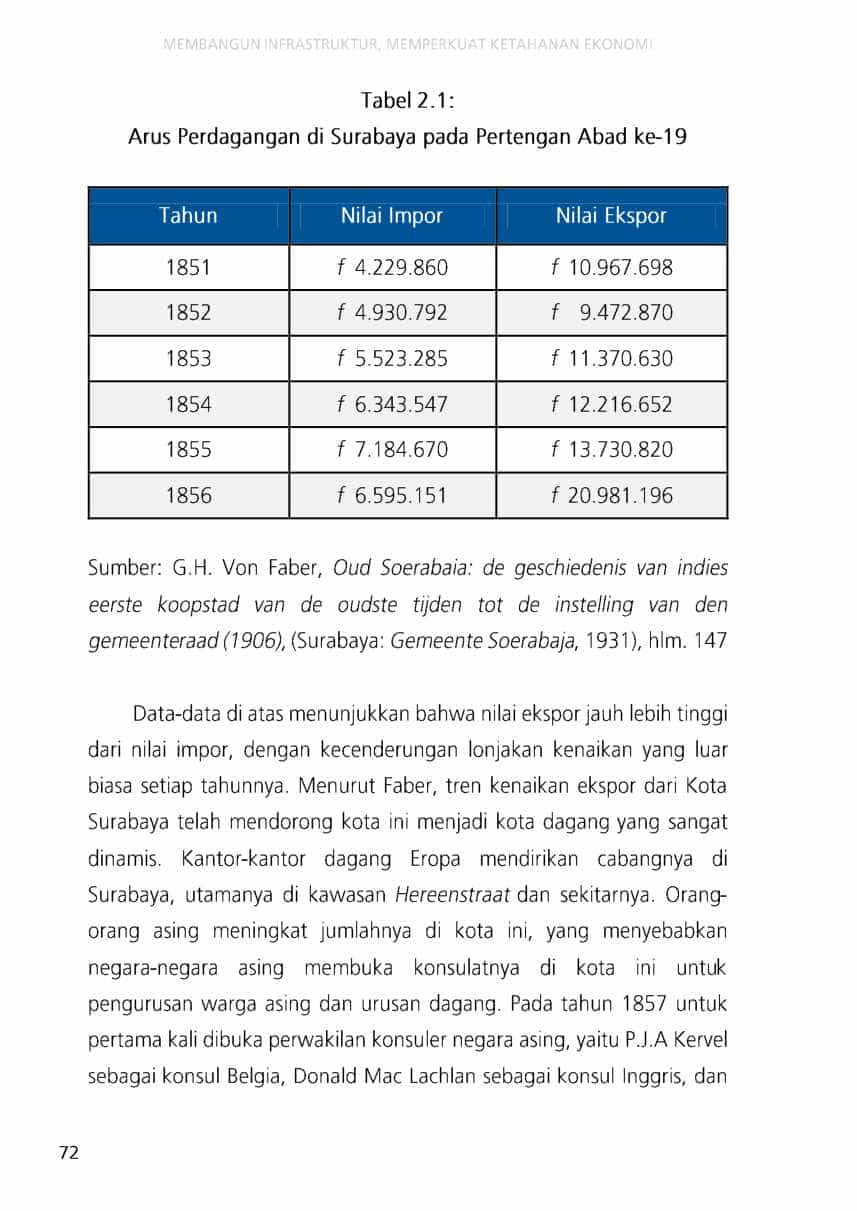 MEMBANGUN INFRASTRUKTUR, MEMPERKUAT KETAHANAN EKONOMI
Tabel 2.1:
Arus Perdagangan di Surabaya pada Pertengan Abad ke-19
Tahun Nilai Impor Nilai Ekspor
1851 f 4.229.860 f 10.967.698
1852 f 4.930.792 f 9.472.870
1853 f 5.523.285 f 11.370.630
1854 f 6.343.547 f 12.216.652
1855 f 7.184.670 f 13.730.820
1856 f 6.595.151 f 20.981.196
Sumber: G.H. Von Faber, Oud Soerabaia: de geschiedenis van indies
eerste koopstad van de oudste tijden tot de instelling van den
gemeenteraad (1906), (Surabaya: Gemeente Soerabaja, 1931), hlm. 147
Data-data di atas menunjukkan bahwa nilai ekspor jauh lebih tinggi
dari nilai impor, dengan kecenderungan lonjakan kenaikan yang luar
biasa setiap tahunnya. Menurut Faber, tren kenaikan ekspor dari Kota
Surabaya telah mendorong kota ini menjadi kota dagang yang sangat
dinamis. Kantor-kantor dagang Eropa mendirikan cabangnya di
Surabaya, utamanya di kawasan Hereenstraat dan sekitarnya. Orang-
orang asing meningkat jumlahnya di kota ini, yang menyebabkan
negara-negara asing membuka konsulatnya di kota ini untuk
pengurusan warga asing dan urusan dagang. Pada tahun 1857 untuk
pertama kali dibuka perwakilan konsuler negara asing, yaitu P.J.A Kervel
sebagai konsul Belgia, Donald Mac Lachlan sebagai konsul Inggris, dan
72